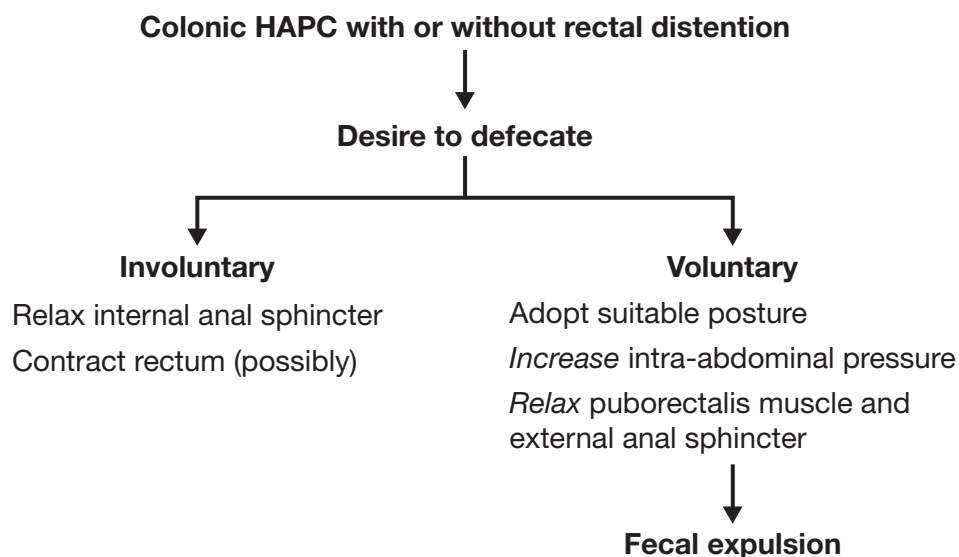 Colonic HAPC with or without rectal distention
Desire to defecate
Involuntary
Relax internal anal sphincter
Contract rectum (possibly)
Voluntary
Adopt suitable posture
Increase intra-abdominal pressure
Relax puborectalis muscle and
external anal sphincter
Fecal expulsion